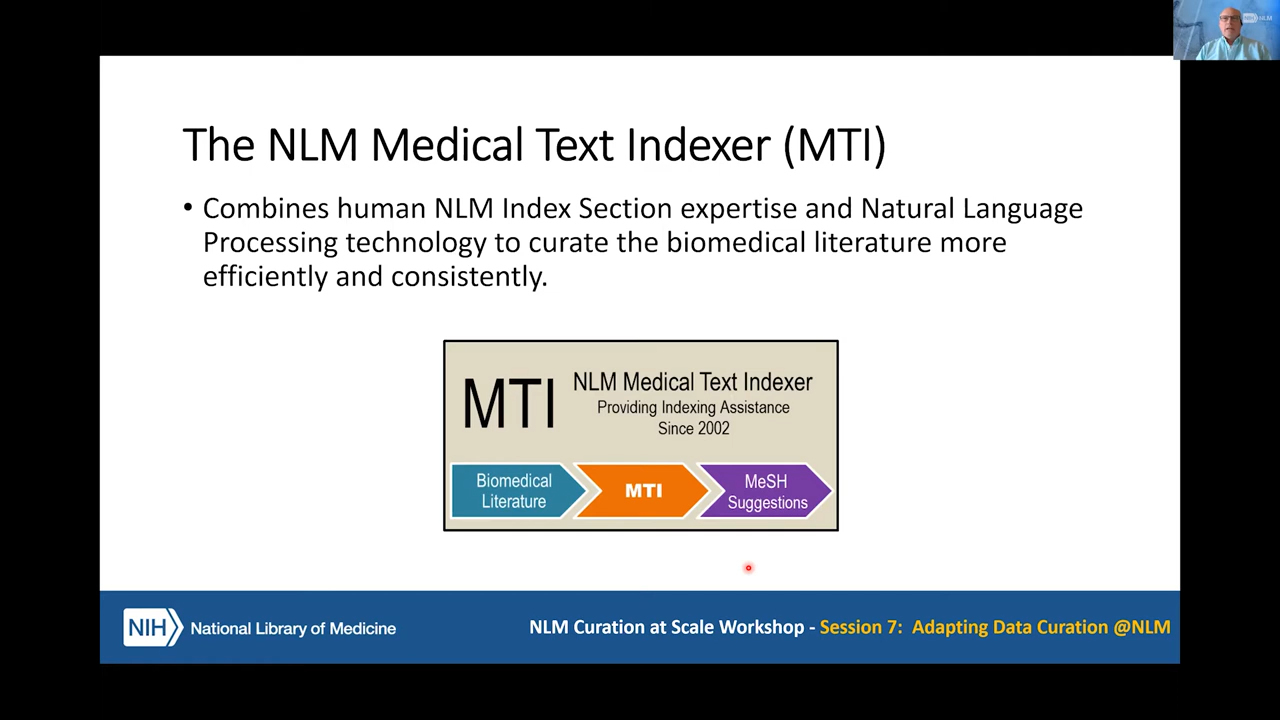 NIH NLM
The NLM Medical Text Indexer (MTI)
• Combines human NLM Index Section expertise and Natural Language
Processing technology to curate the biomedical literature more
efficiently and consistently.
MTI
NLM Medical Text Indexer
Providing Indexing Assistance
Since 2002
Biomedical
Literature
MTI
MeSH
Suggestions
NIH National Library of Medicine
NLM Curation at Scale Workshop - Session 7: Adapting Data Curation @NLM